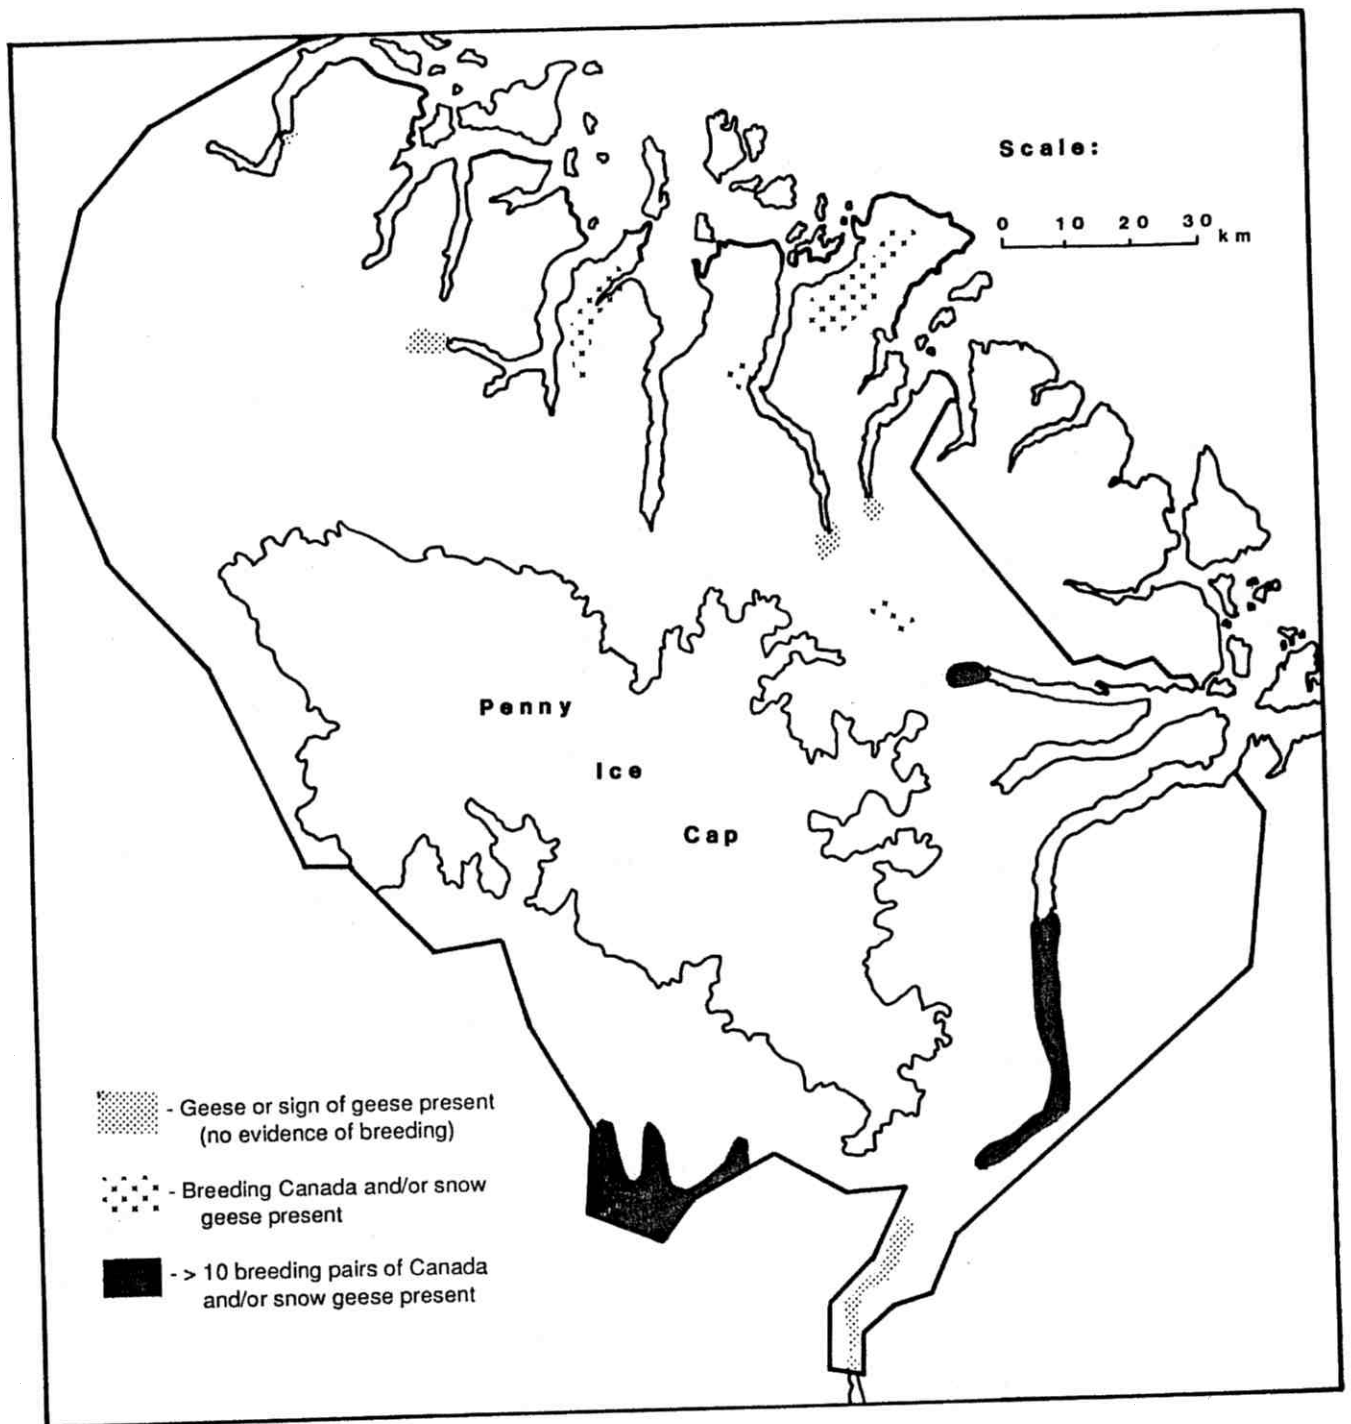 Scale:
0 10 20 30 km
Penny
Ice
Cap
- Geese or sign of geese present
(no evidence of breeding)
- Breeding Canada and/or snow
geese present
- > 10 breeding pairs of Canada
and/or snow geese present